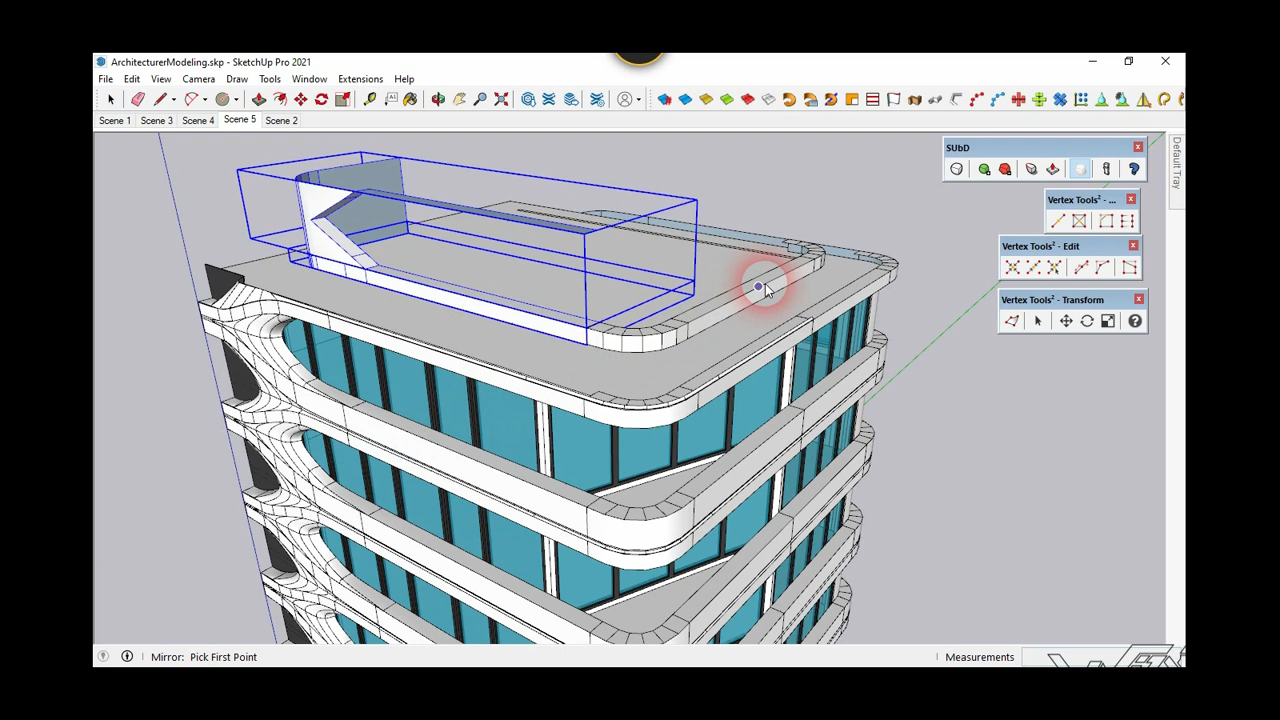 ArchitecturerModeling.skp - SketchUp Pro 2021
File Edit View Camera Draw Tools Window Extensions Help
Scene 1 Scene 3 Scene 4 Scene 5 Scene 2
Default Tray
SUbD
Vertex Tools² - ...
Vertex Tools² - Edit
Vertex Tools² - Transform
Mirror: Pick First Point
Measurements